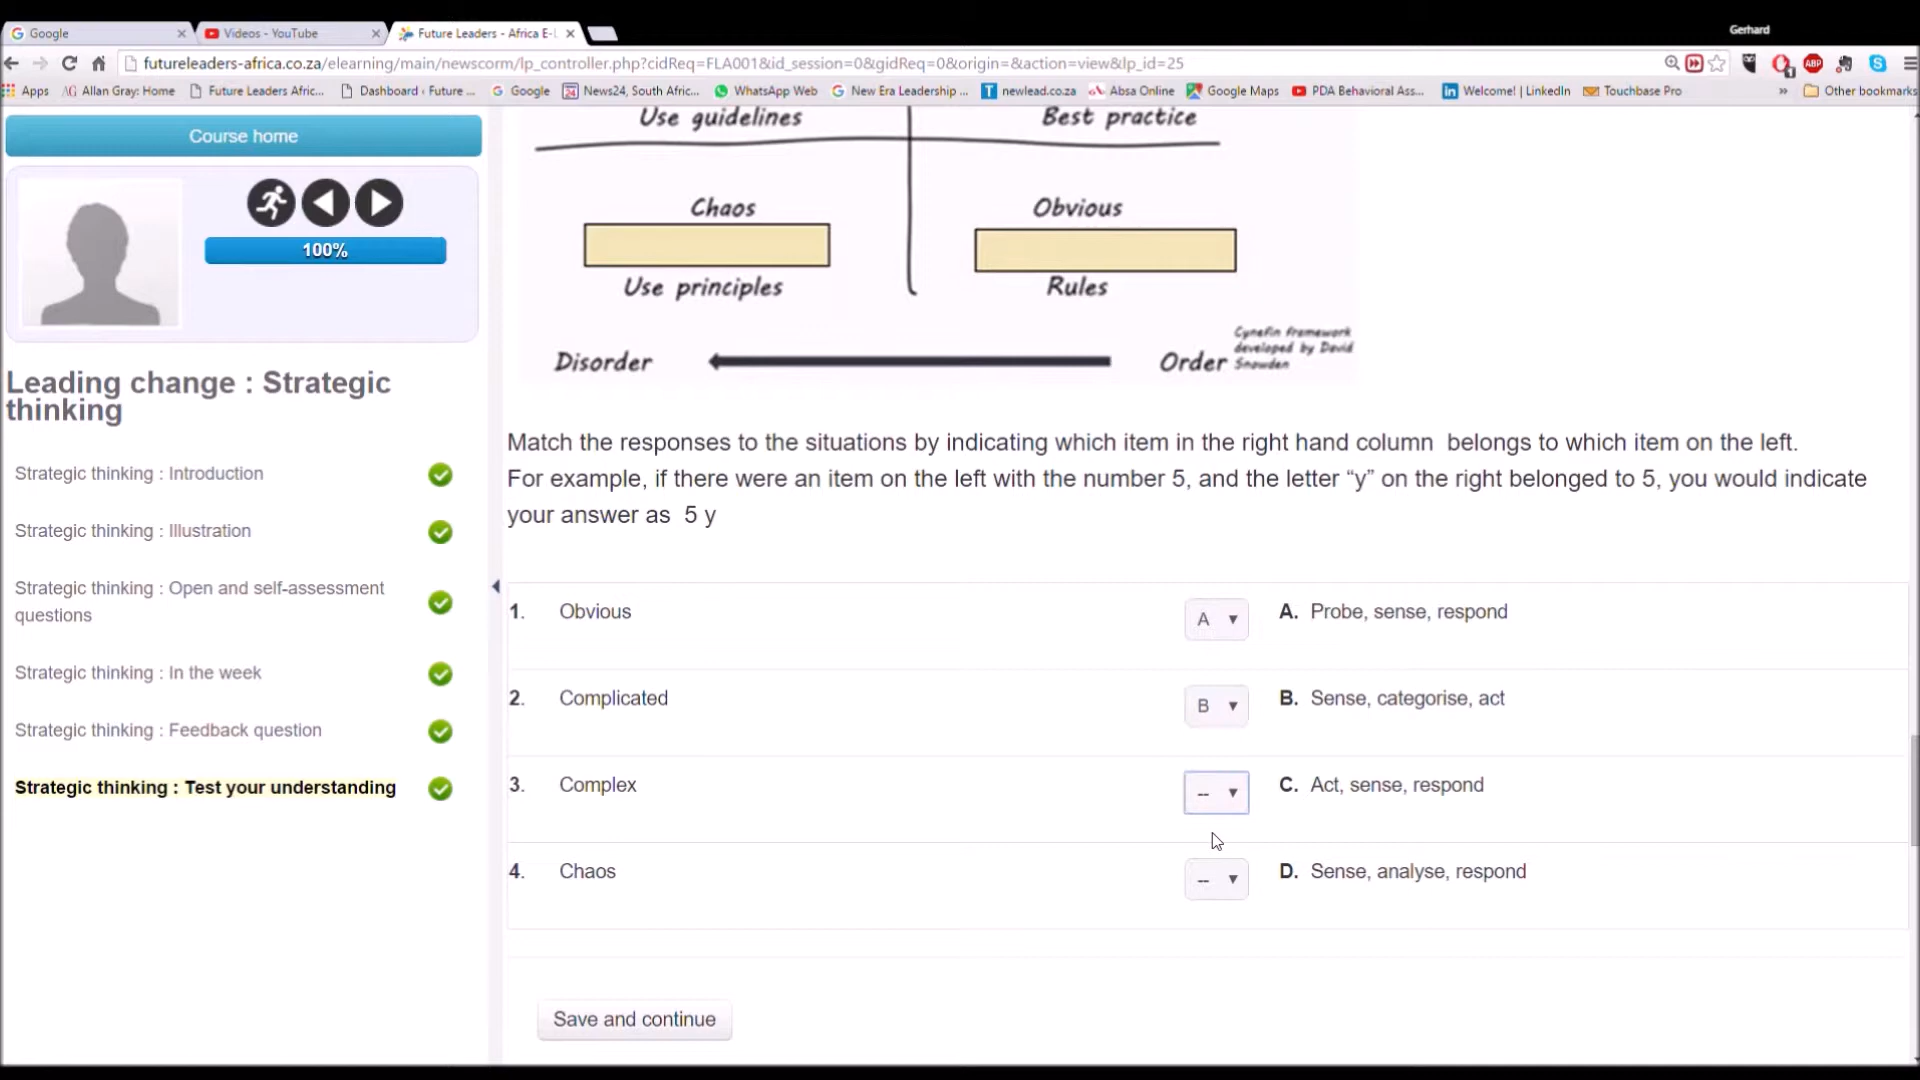 Gerhard
Google
Videos - YouTube
Future Leaders - Africa E-L
futureleaders-africa.co.za/elearning/main/newscorm/lp_controller.php?cidReq=FLA001&id_session=0&gidReq=0&origin=&action=view&lp_id=25
Apps Allan Gray: Home Future Leaders Afric... Dashboard ‹ Future ... Google News24, South Afric... WhatsApp Web New Era Leadership ... newlead.co.za Absa Online Google Maps PDA Behavioral Ass... Welcome! | LinkedIn Touchbase Pro » Other bookmarks
Course home
100%
Leading change : Strategic
thinking
Strategic thinking : Introduction
Strategic thinking : Illustration
Strategic thinking : Open and self-assessment
questions
Strategic thinking : In the week
Strategic thinking : Feedback question
Strategic thinking : Test your understanding
Use guidelines Best practice
Chaos Obvious
Use principles Rules
Disorder Order
Cynefin framework
developed by David
Snowden
Match the responses to the situations by indicating which item in the right hand column belongs to which item on the left.
For example, if there were an item on the left with the number 5, and the letter “y” on the right belonged to 5, you would indicate
your answer as 5 y
1. Obvious A A. Probe, sense, respond
2. Complicated B B. Sense, categorise, act
3. Complex -- C. Act, sense, respond
4. Chaos -- D. Sense, analyse, respond
Save and continue